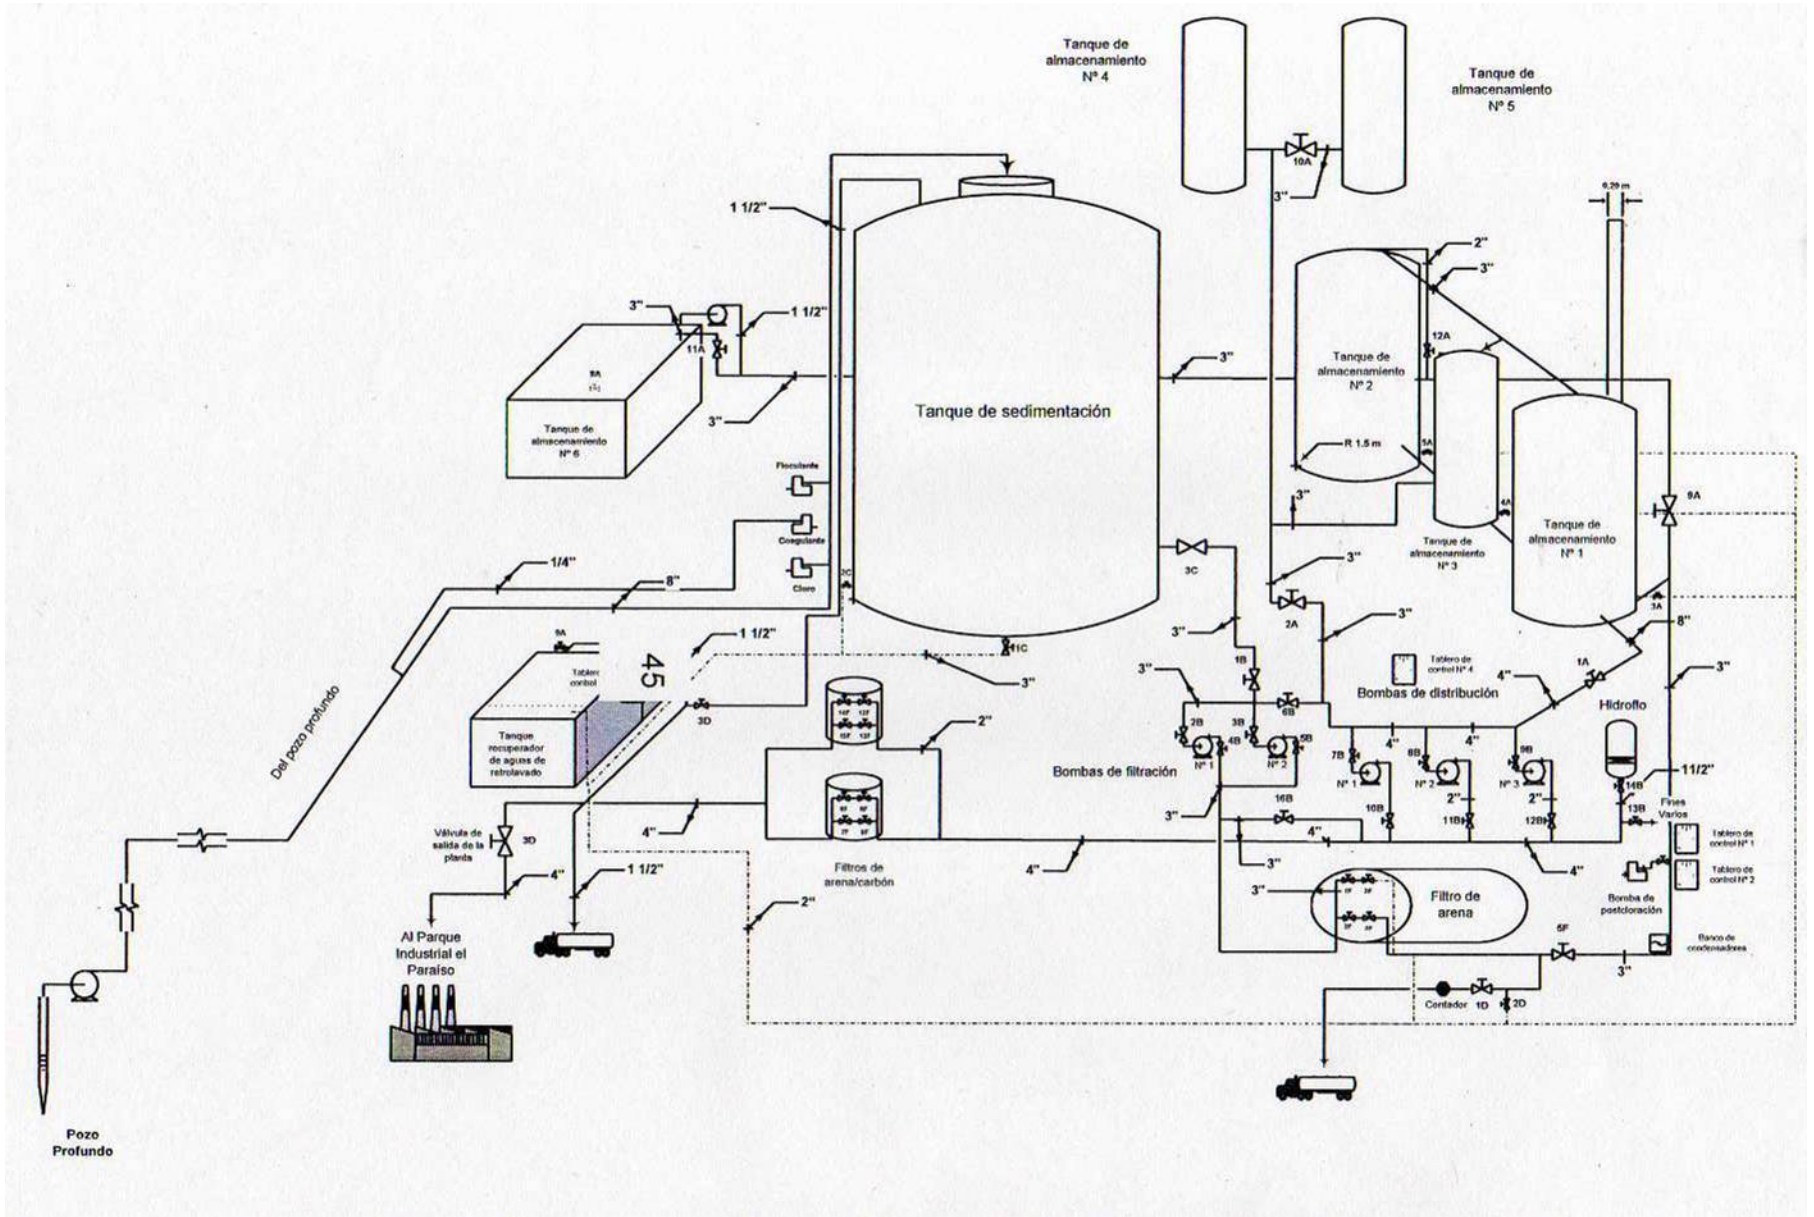 Tanque de
almacenamiento
Nº 4
Tanque de
almacenamiento
Nº 5
10A
3"
0.20 m
1 1/2"
2"
3"
12A
3"
1 1/2"
11A
3"
Tanque de
almacenamiento
Nº 6
Tanque de sedimentación
3"
Tanque de
almacenamiento
Nº 2
R 1.5 m
5A
4A
9A
3"
Tanque de
almacenamiento
Nº 3
Tanque de
almacenamiento
Nº 1
3A
Floculante
Coagulante
Cloro
2C
1/4"
8"
3C
3"
2A
3"
3"
8"
1A
4"
3"
1C
3"
1 1/2"
45
9A
Tanque
recuperador
de aguas de
retrolavado
3D
Del pozo profundo
14F
12F
15F
13F
2"
Filtros de
arena/carbón
1B
3"
6B
2B
3B
4B
5B
Nº 1
Nº 2
Bombas de filtración
3"
Tablero de
control Nº 4
Bombas de distribución
4"
4"
7B
8B
9B
Nº 1
Nº 2
Nº 3
2"
2"
10B
11B
12B
16B
Hidroflo
11/2"
14B
13B
Fines
Varios
Tablero de
control Nº 1
Tablero de
control Nº 2
Bomba de
postcloración
Banco de
condensadores
4"
4"
4"
3"
3"
Filtro de
arena
5F
3"
Contador
1D
2D
Válvula de
salida de la
planta
3D
4"
4"
1 1/2"
2"
Al Parque
Industrial el
Paraíso
Pozo
Profundo